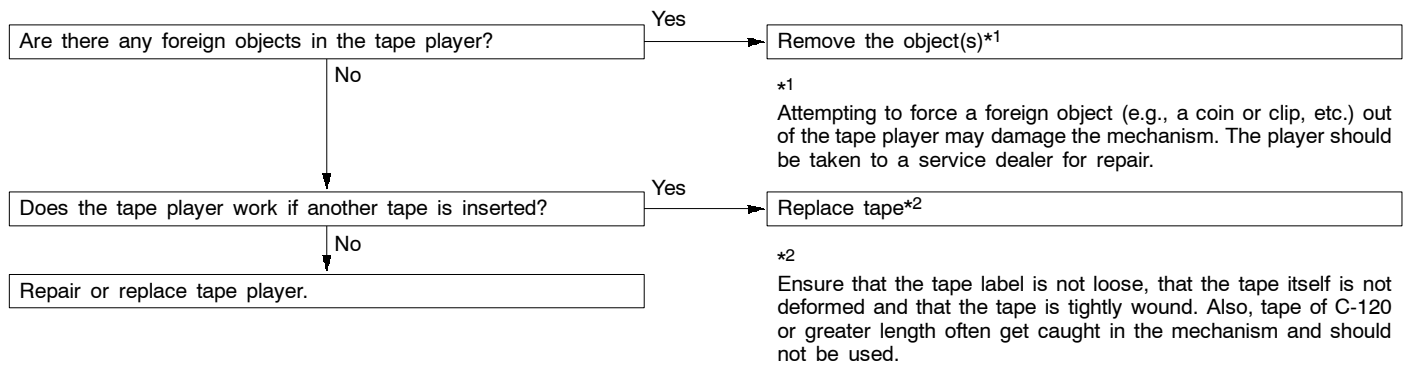 Are there any foreign objects in the tape player?
Yes
Remove the object(s)*1
No
*1
Attempting to force a foreign object (e.g., a coin or clip, etc.) out
of the tape player may damage the mechanism. The player should
be taken to a service dealer for repair.
Does the tape player work if another tape is inserted?
Yes
Replace tape*2
No
Repair or replace tape player.
*2
Ensure that the tape label is not loose, that the tape itself is not
deformed and that the tape is tightly wound. Also, tape of C-120
or greater length often get caught in the mechanism and should
not be used.